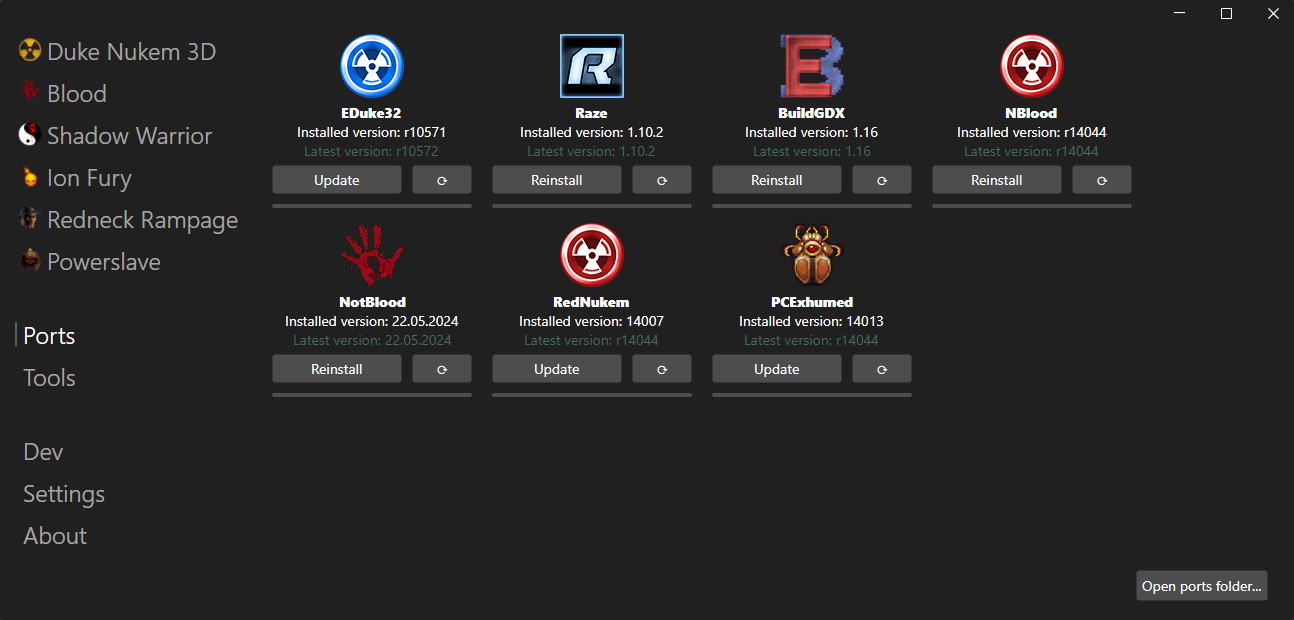 Duke Nukem 3D
Blood
Shadow Warrior
Ion Fury
Redneck Rampage
Powerslave
Ports
Tools
Dev
Settings
About
EDuke32
Installed version: r10571
Latest version: r10572
Update
Raze
Installed version: 1.10.2
Latest version: 1.10.2
Reinstall
BuildGDX
Installed version: 1.16
Latest version: 1.16
Reinstall
NBlood
Installed version: r14044
Latest version: r14044
Reinstall
NotBlood
Installed version: 22.05.2024
Latest version: 22.05.2024
Reinstall
RedNukem
Installed version: 14007
Latest version: r14044
Update
PCExhumed
Installed version: 14013
Latest version: r14044
Update
Open ports folder...